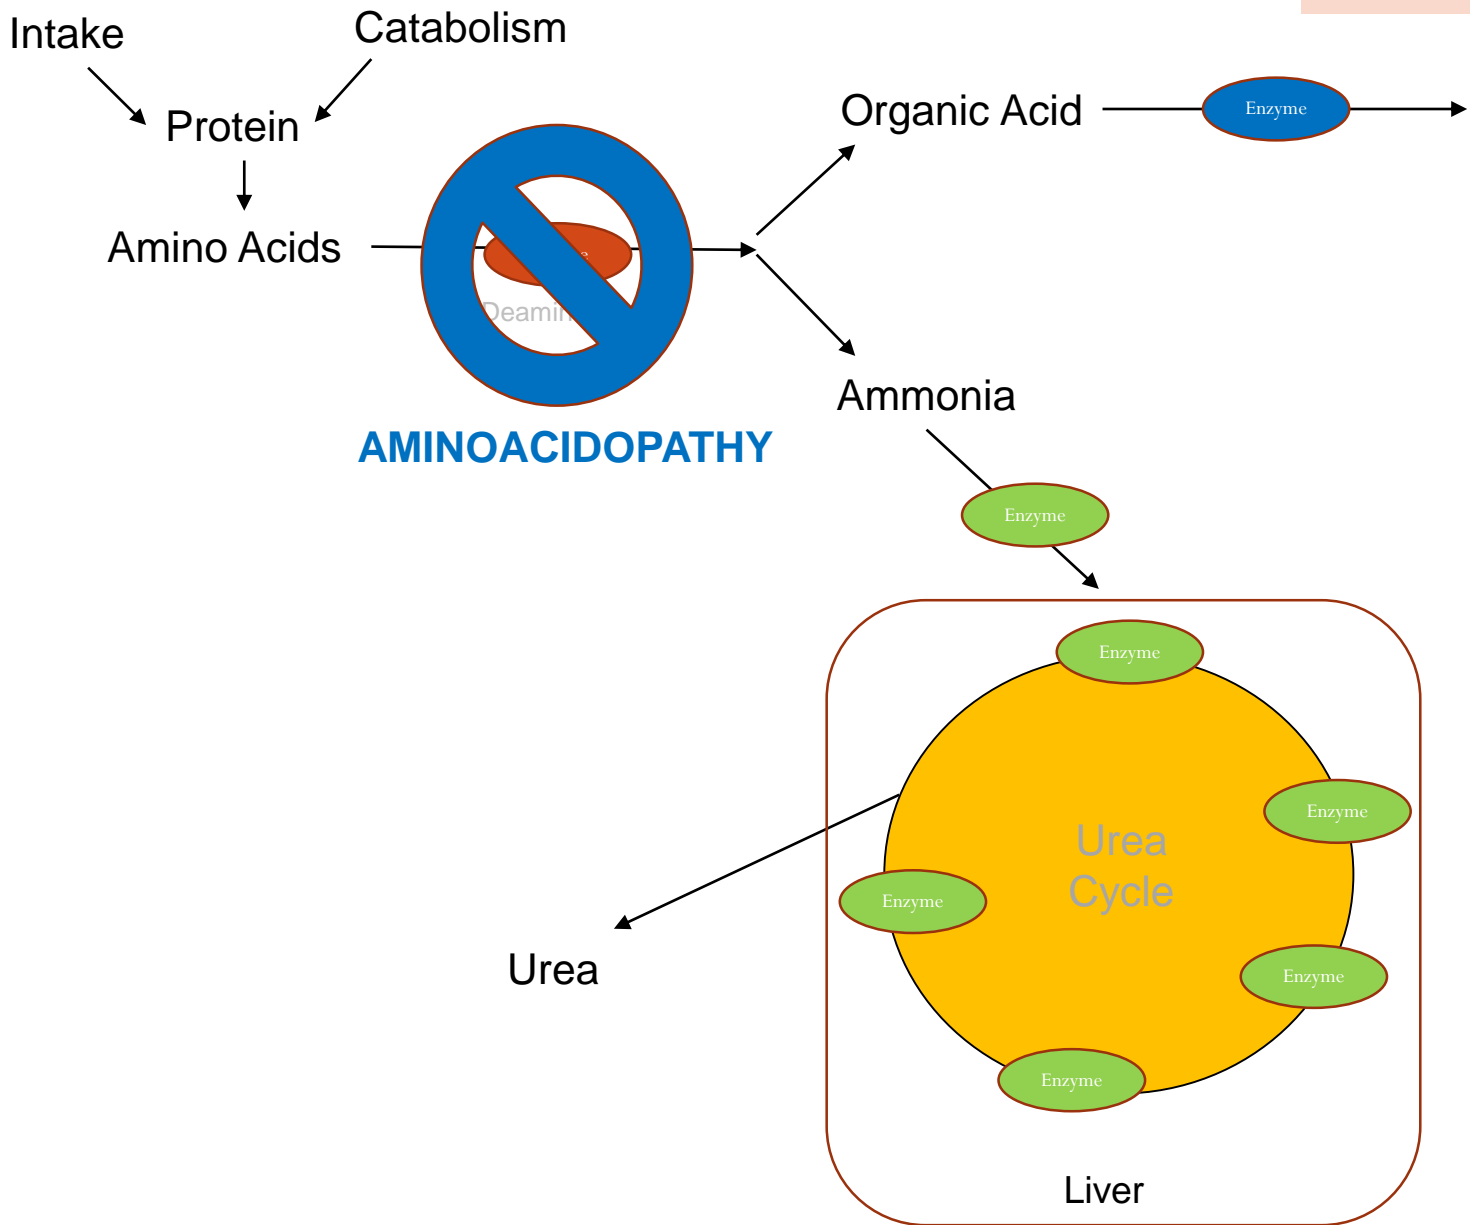 Intake
Catabolism
Protein
Organic Acid
Enzyme
Amino Acids
Ammonia
AMINOACIDOPATHY
Enzyme
Enzyme
Enzyme
Urea
Cycle
Enzyme
Enzyme
Urea
Enzyme
Liver